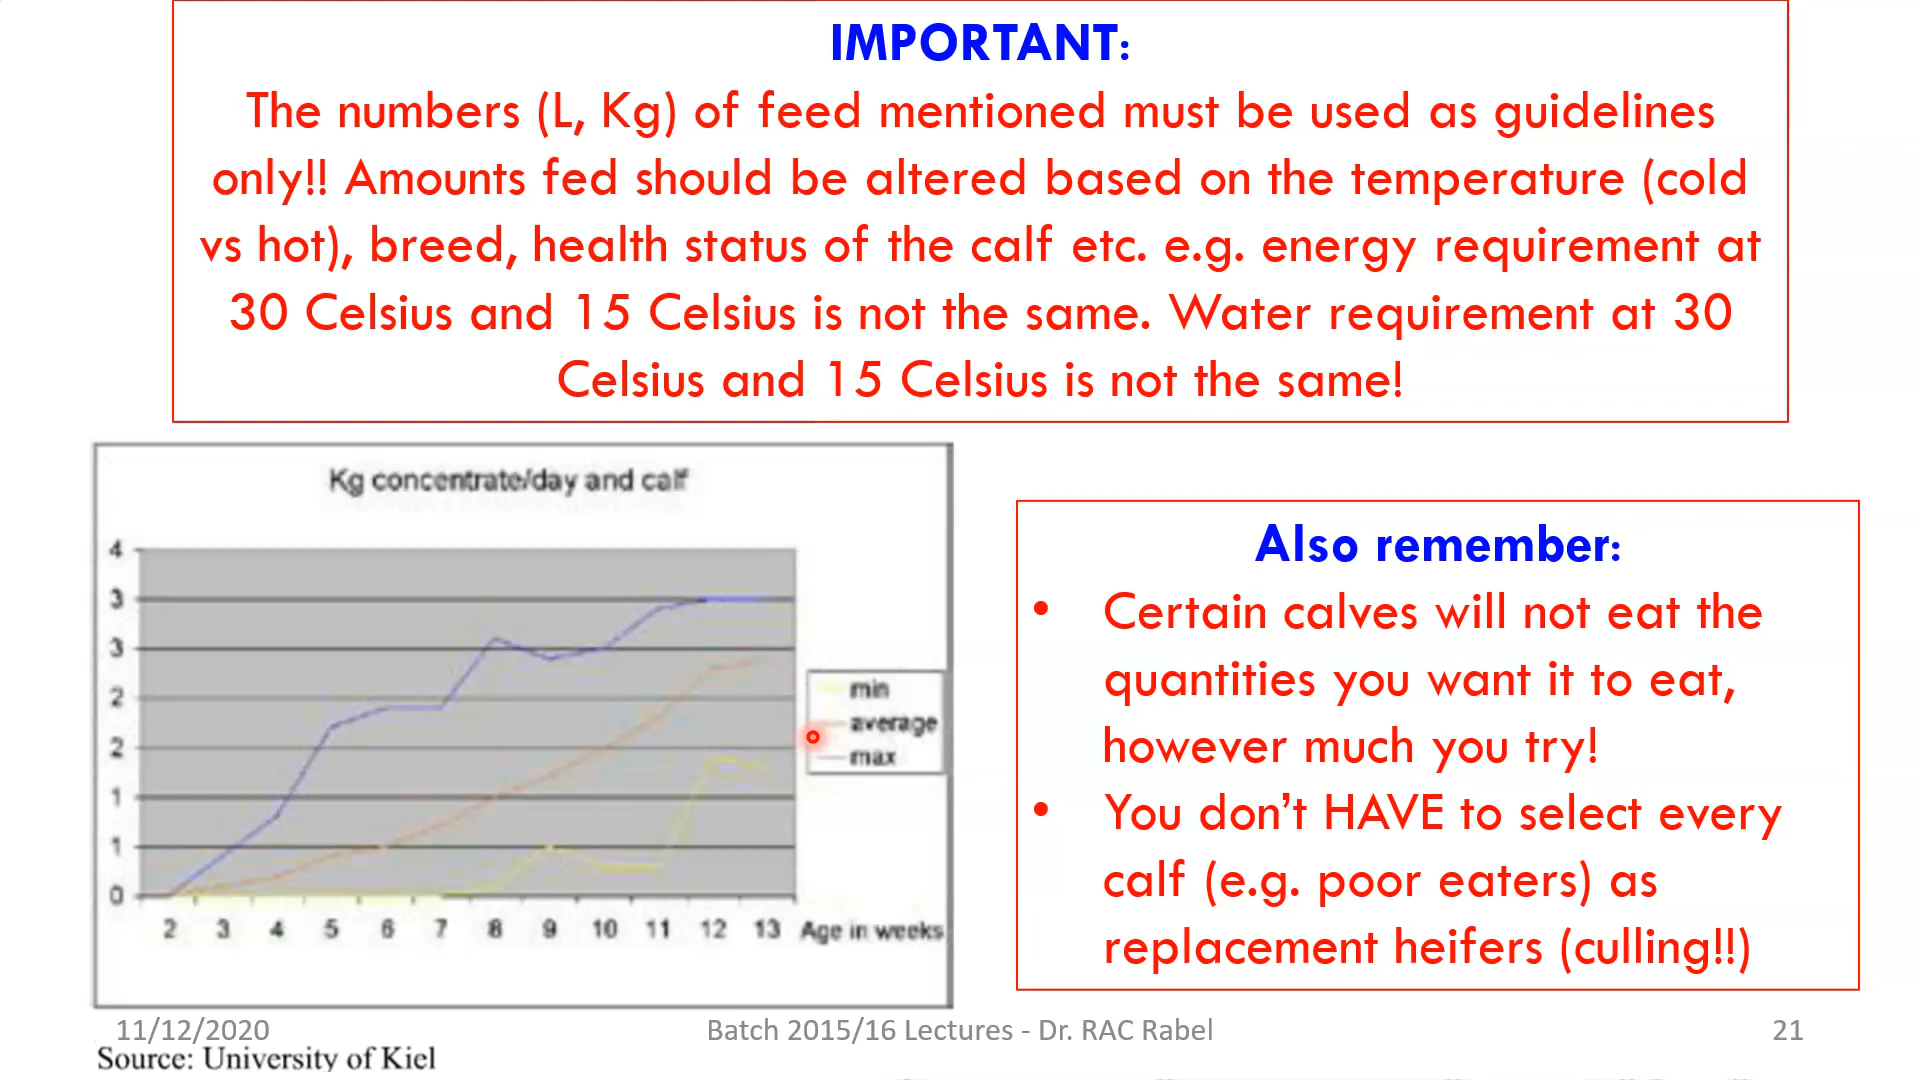 IMPORTANT:
The numbers (L, Kg) of feed mentioned must be used as guidelines
only!! Amounts fed should be altered based on the temperature (cold
vs hot), breed, health status of the calf etc. e.g. energy requirement at
30 Celsius and 15 Celsius is not the same. Water requirement at 30
Celsius and 15 Celsius is not the same!
Kg concentrate/day and calf
4
3
3
2
2
1
1
0
2 3 4 5 6 7 8 9 10 11 12 13 Age in weeks
min
average
max
Also remember:
• Certain calves will not eat the
quantities you want it to eat,
however much you try!
• You don’t HAVE to select every
calf (e.g. poor eaters) as
replacement heifers (culling!!)
11/12/2020
Batch 2015/16 Lectures - Dr. RAC Rabel
21
Source: University of Kiel